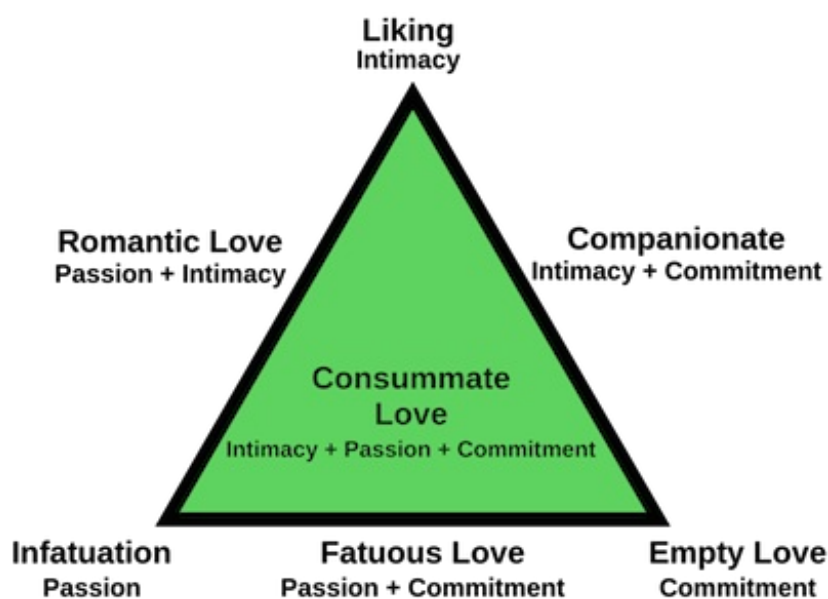 Liking
Intimacy
Romantic Love
Passion + Intimacy
Companionate
Intimacy + Commitment
Consummate
Love
Intimacy + Passion + Commitment
Infatuation
Passion
Fatuous Love
Passion + Commitment
Empty Love
Commitment